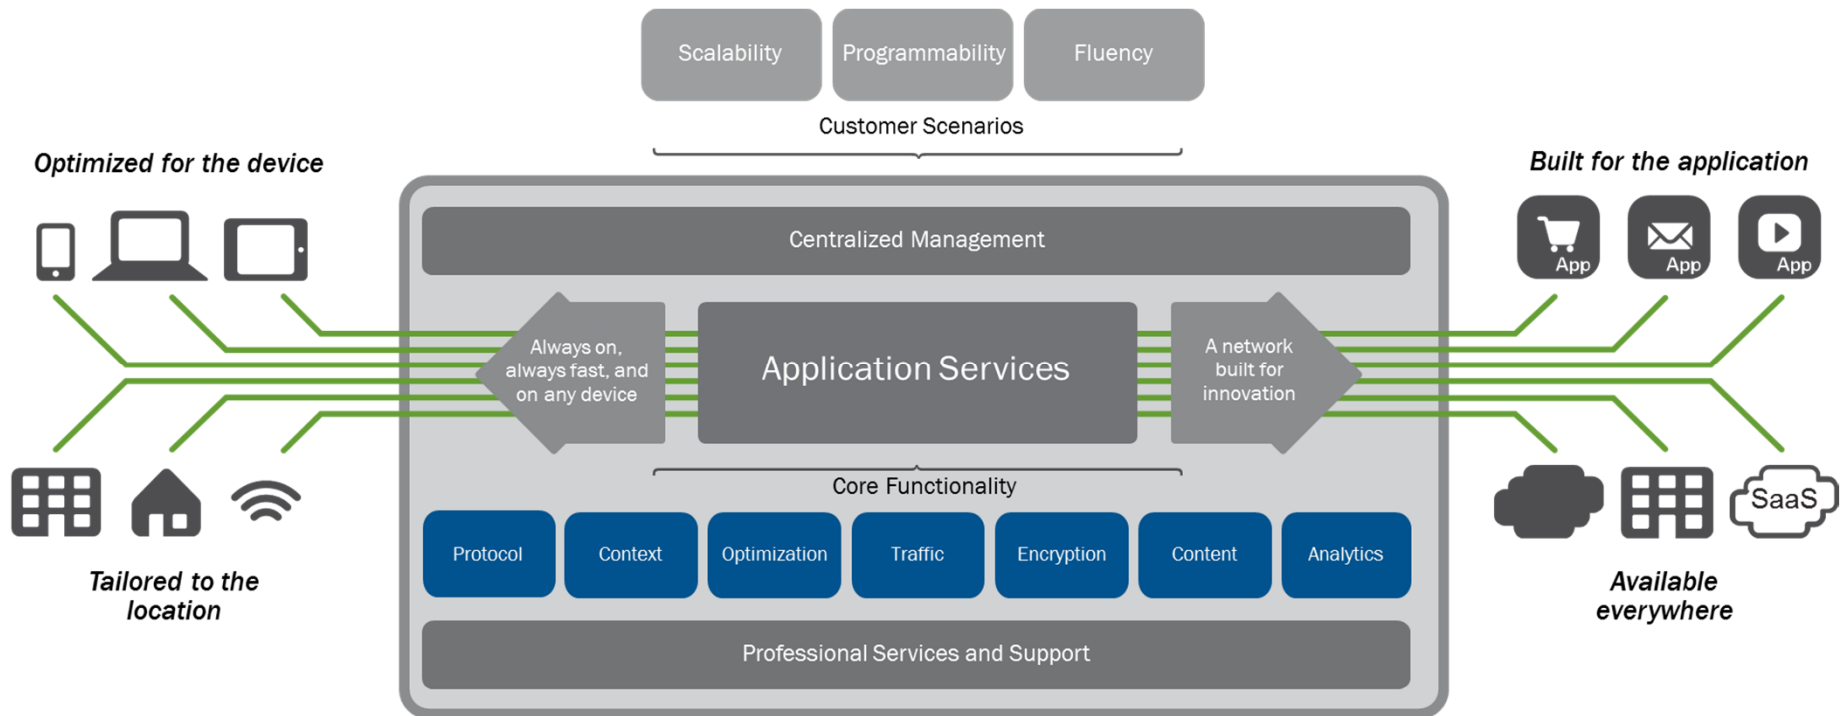 Scalability
Programmability
Fluency
Customer Scenarios
Optimized for the device
Built for the application
App
App
App
Centralized Management
Always on,
always fast, and
on any device
Application Services
A network
built for
innovation
Core Functionality
Protocol
Context
Optimization
Traffic
Encryption
Content
Analytics
SaaS
Tailored to the
location
Available
everywhere
Professional Services and Support